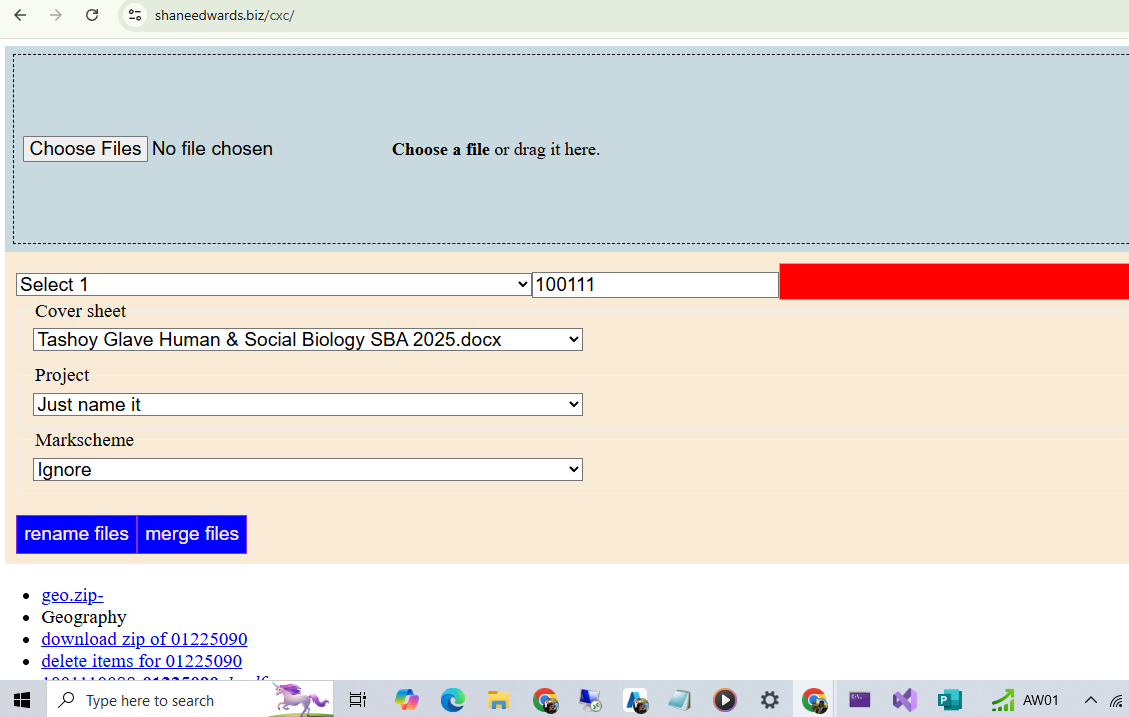 shaneedwards.biz/cxc/
Choose Files No file chosen Choose a file or drag it here.
Select 1 100111
Cover sheet
Tashoy Glave Human & Social Biology SBA 2025.docx
Project
Just name it
Markscheme
Ignore
rename files merge files
geo.zip-
Geography
download zip of 01225090
delete items for 01225090
Type here to search AW01